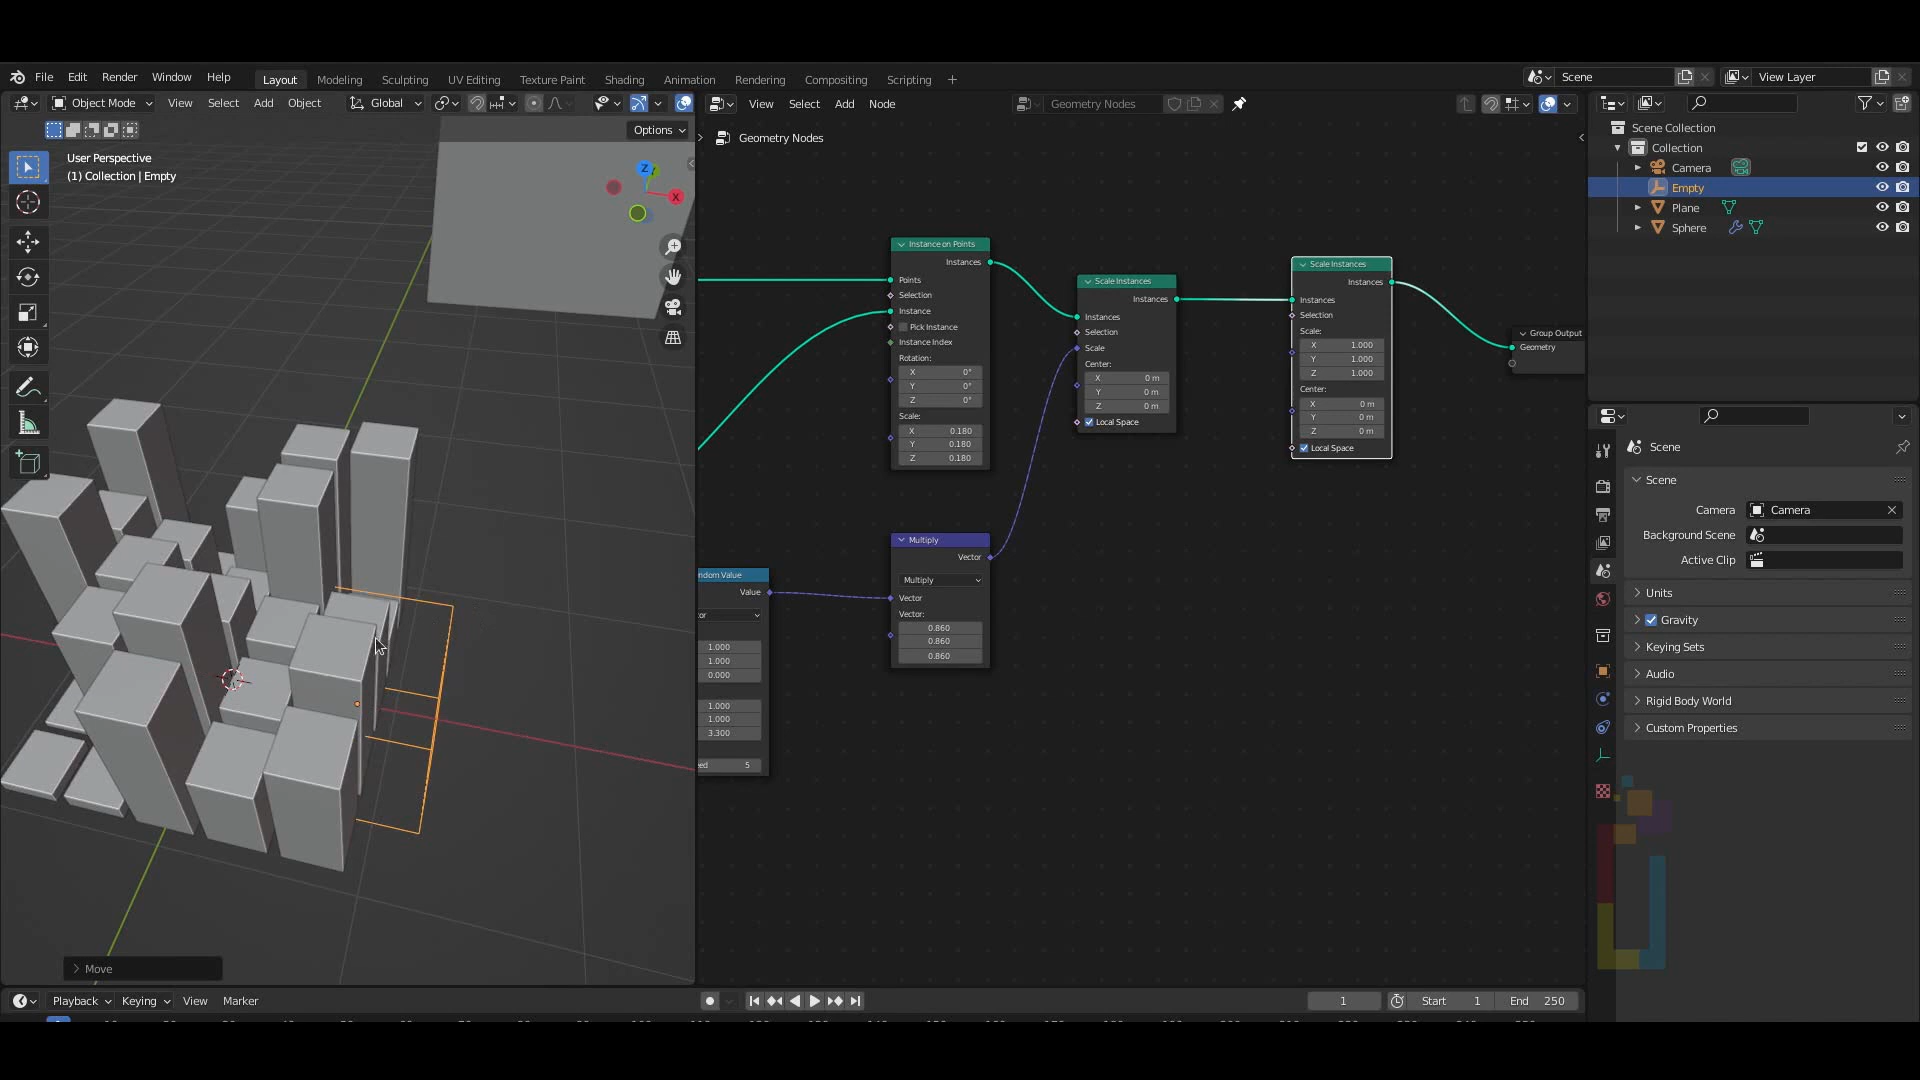 File Edit Render Window Help
Layout Modeling Sculpting UV Editing Texture Paint Shading Animation Rendering Compositing Scripting +
Scene
View Layer
Object Mode View Select Add Object Global
View Select Add Node
Geometry Nodes
Options
User Perspective
(1) Collection | Empty
Z
X
Geometry Nodes
Instance on Points
Instances
Points
Selection
Instance
Pick Instance
Instance Index
Rotation:
X 0°
Y 0°
Z 0°
Scale:
X 0.180
Y 0.180
Z 0.180
Scale Instances
Instances
Instances
Selection
Scale
Center:
X 0 m
Y 0 m
Z 0 m
Local Space
Scale Instances
Instances
Instances
Selection
Scale:
X 1.000
Y 1.000
Z 1.000
Center:
X 0 m
Y 0 m
Z 0 m
Local Space
Group Output
Geometry
Multiply
Vector
Multiply
Vector
Vector:
0.860
0.860
0.860
ndom Value
Value
or
1.000
1.000
0.000
1.000
1.000
3.300
ed 5
Move
Scene Collection
Collection
Camera
Empty
Plane
Sphere
Scene
Scene
Camera Camera
Background Scene
Active Clip
Units
Gravity
Keying Sets
Audio
Rigid Body World
Custom Properties
Playback Keying View Marker
1
Start 1
End 250